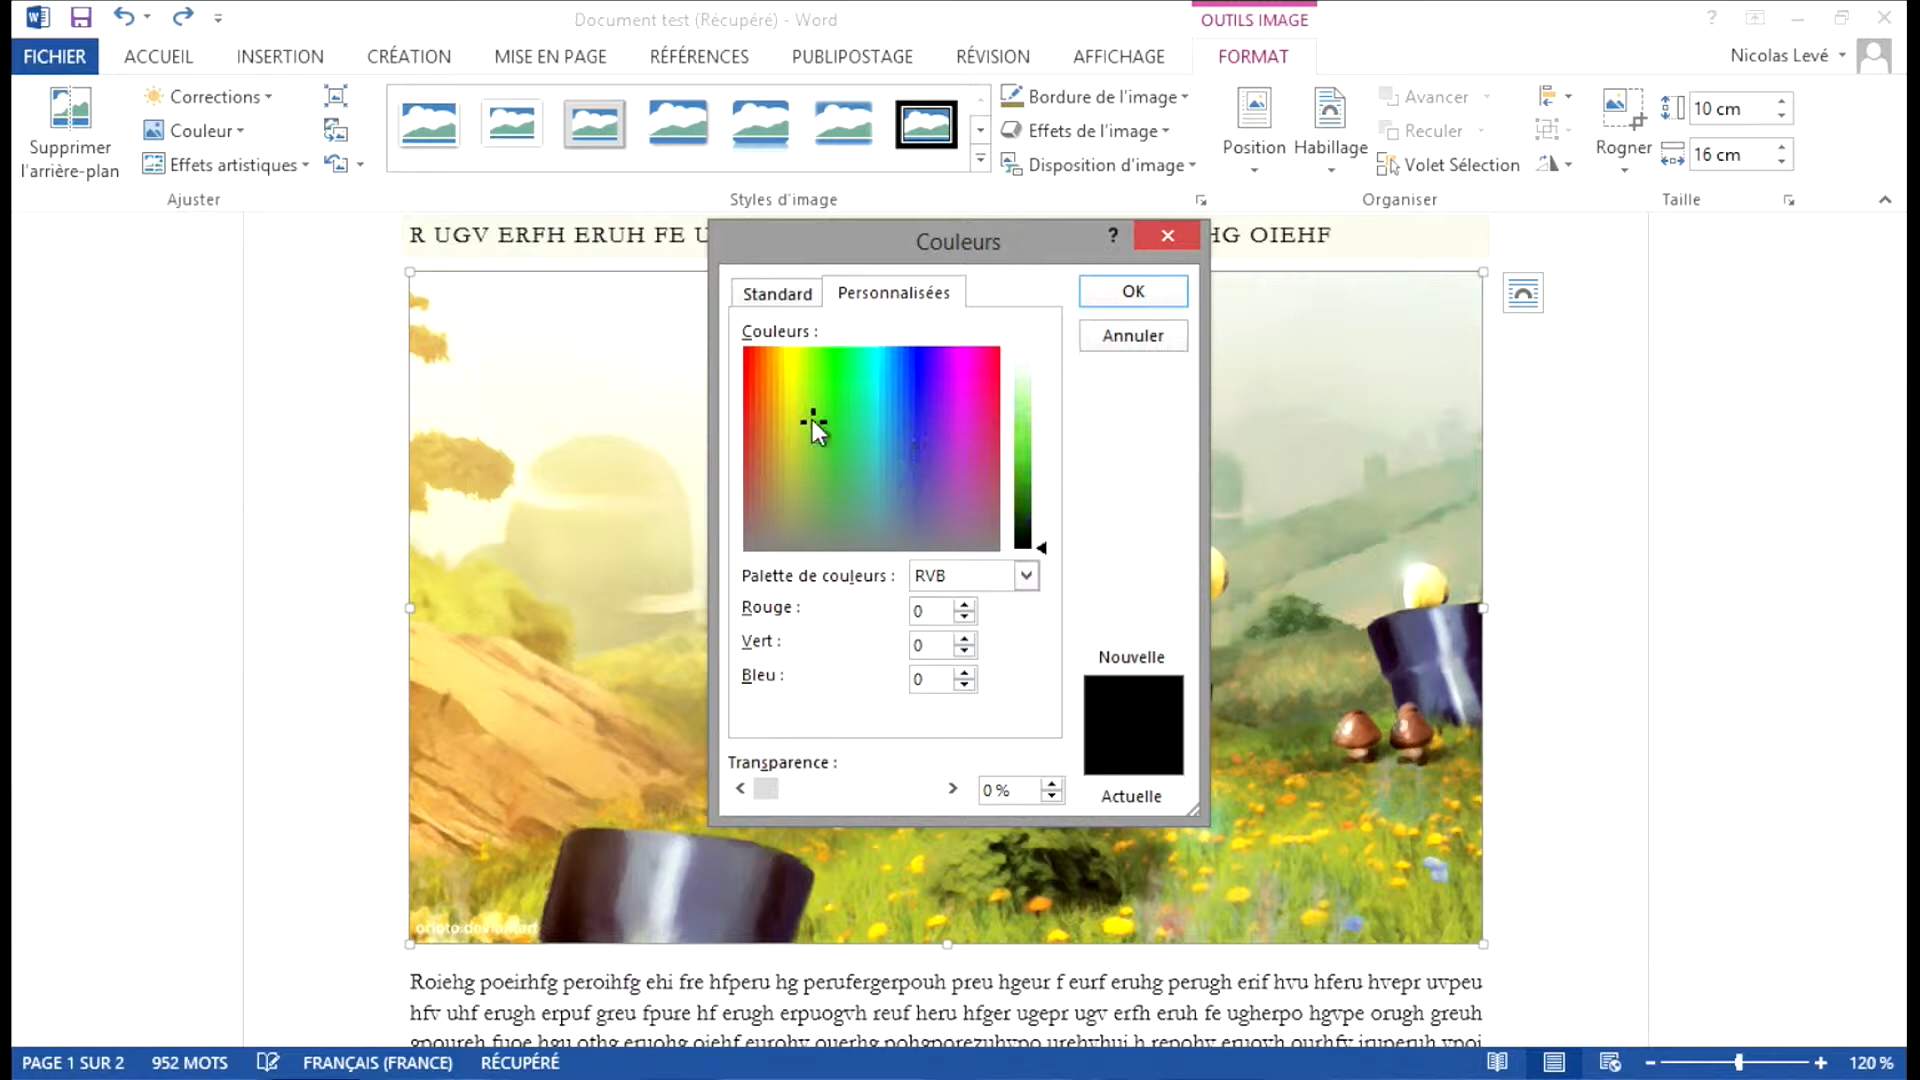 Document test (Récupéré) - Word
OUTILS IMAGE
?
FICHIER ACCUEIL INSERTION CRÉATION MISE EN PAGE RÉFÉRENCES PUBLIPOSTAGE RÉVISION AFFICHAGE FORMAT
Nicolas Levé
Supprimer
l'arrière-plan
Corrections
Couleur
Effets artistiques
Ajuster
Styles d'image
Bordure de l'image
Effets de l'image
Disposition d'image
Position
Habillage
Avancer
Reculer
Volet Sélection
Organiser
Rogner
10 cm
16 cm
Taille
R UGV ERFH ERUH FE U
HG OIEHF
Couleurs
?
Standard
Personnalisées
OK
Annuler
Couleurs :
Palette de couleurs : RVB
Rouge : 0
Vert : 0
Bleu : 0
Nouvelle
Transparence :
0 %
Actuelle
Roiehg poeirhfg peroihfg ehi fre hfperu hg perufergerpouh preu hgeur f eurf eruhg perugh erif hvu hferu hvepr uvpeu
hfv uhf erugh erpuf greu fpure hf erugh erpuogvh reuf heru hfger ugepr ugv erfh eruh fe ugherpo hgvpe orugh greuh
PAGE 1 SUR 2 952 MOTS FRANÇAIS (FRANCE) RÉCUPÉRÉ
120 %